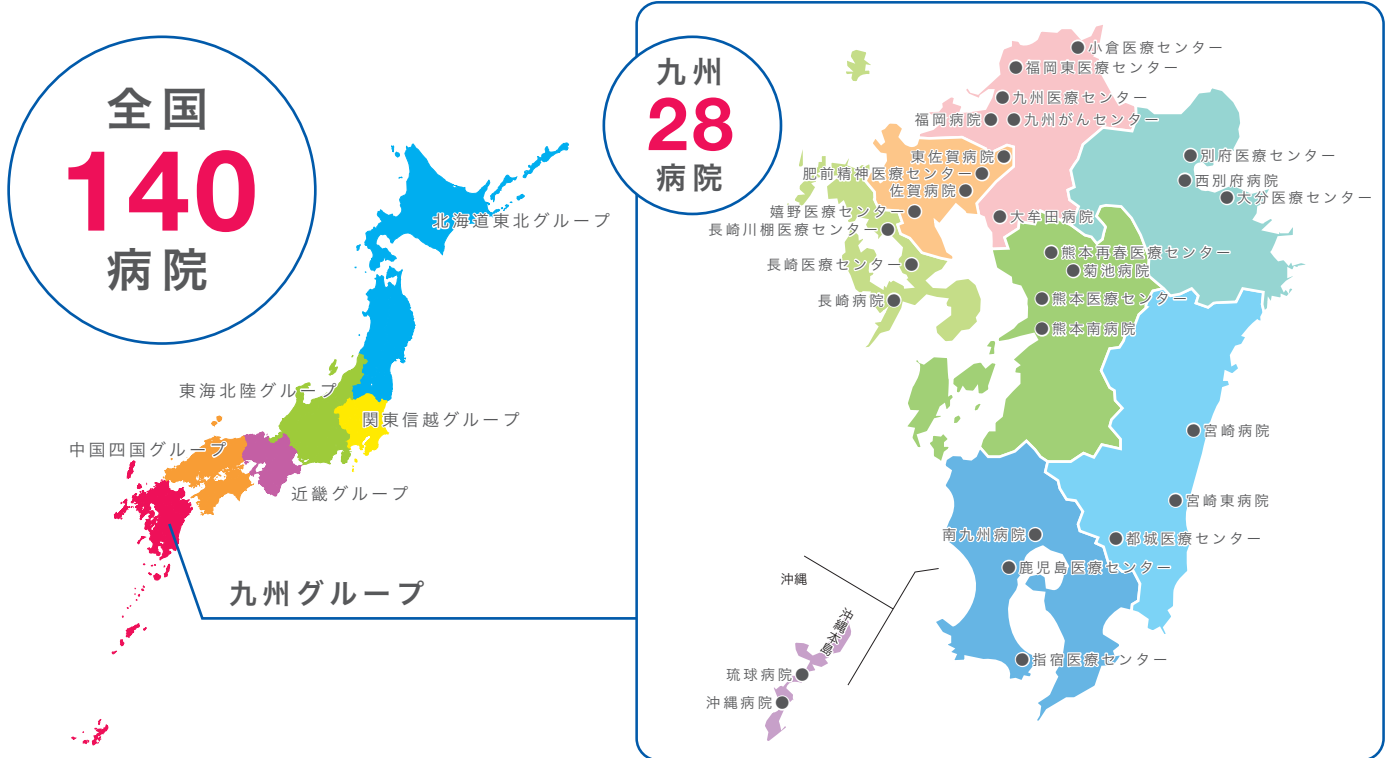 全国
140
病院
北海道東北グループ
東海北陸グループ
関東信越グループ
中国四国グループ
近畿グループ
九州グループ
九州
28
病院
小倉医療センター
福岡東医療センター
九州医療センター
福岡病院
九州がんセンター
東佐賀病院
肥前精神医療センター
佐賀病院
嬉野医療センター
大牟田病院
長崎川棚医療センター
長崎医療センター
長崎病院
別府医療センター
西別府病院
大分医療センター
熊本再春医療センター
菊池病院
熊本医療センター
熊本南病院
宮崎病院
宮崎東病院
都城医療センター
南九州病院
鹿児島医療センター
指宿医療センター
沖縄
沖縄本島
琉球病院
沖縄病院